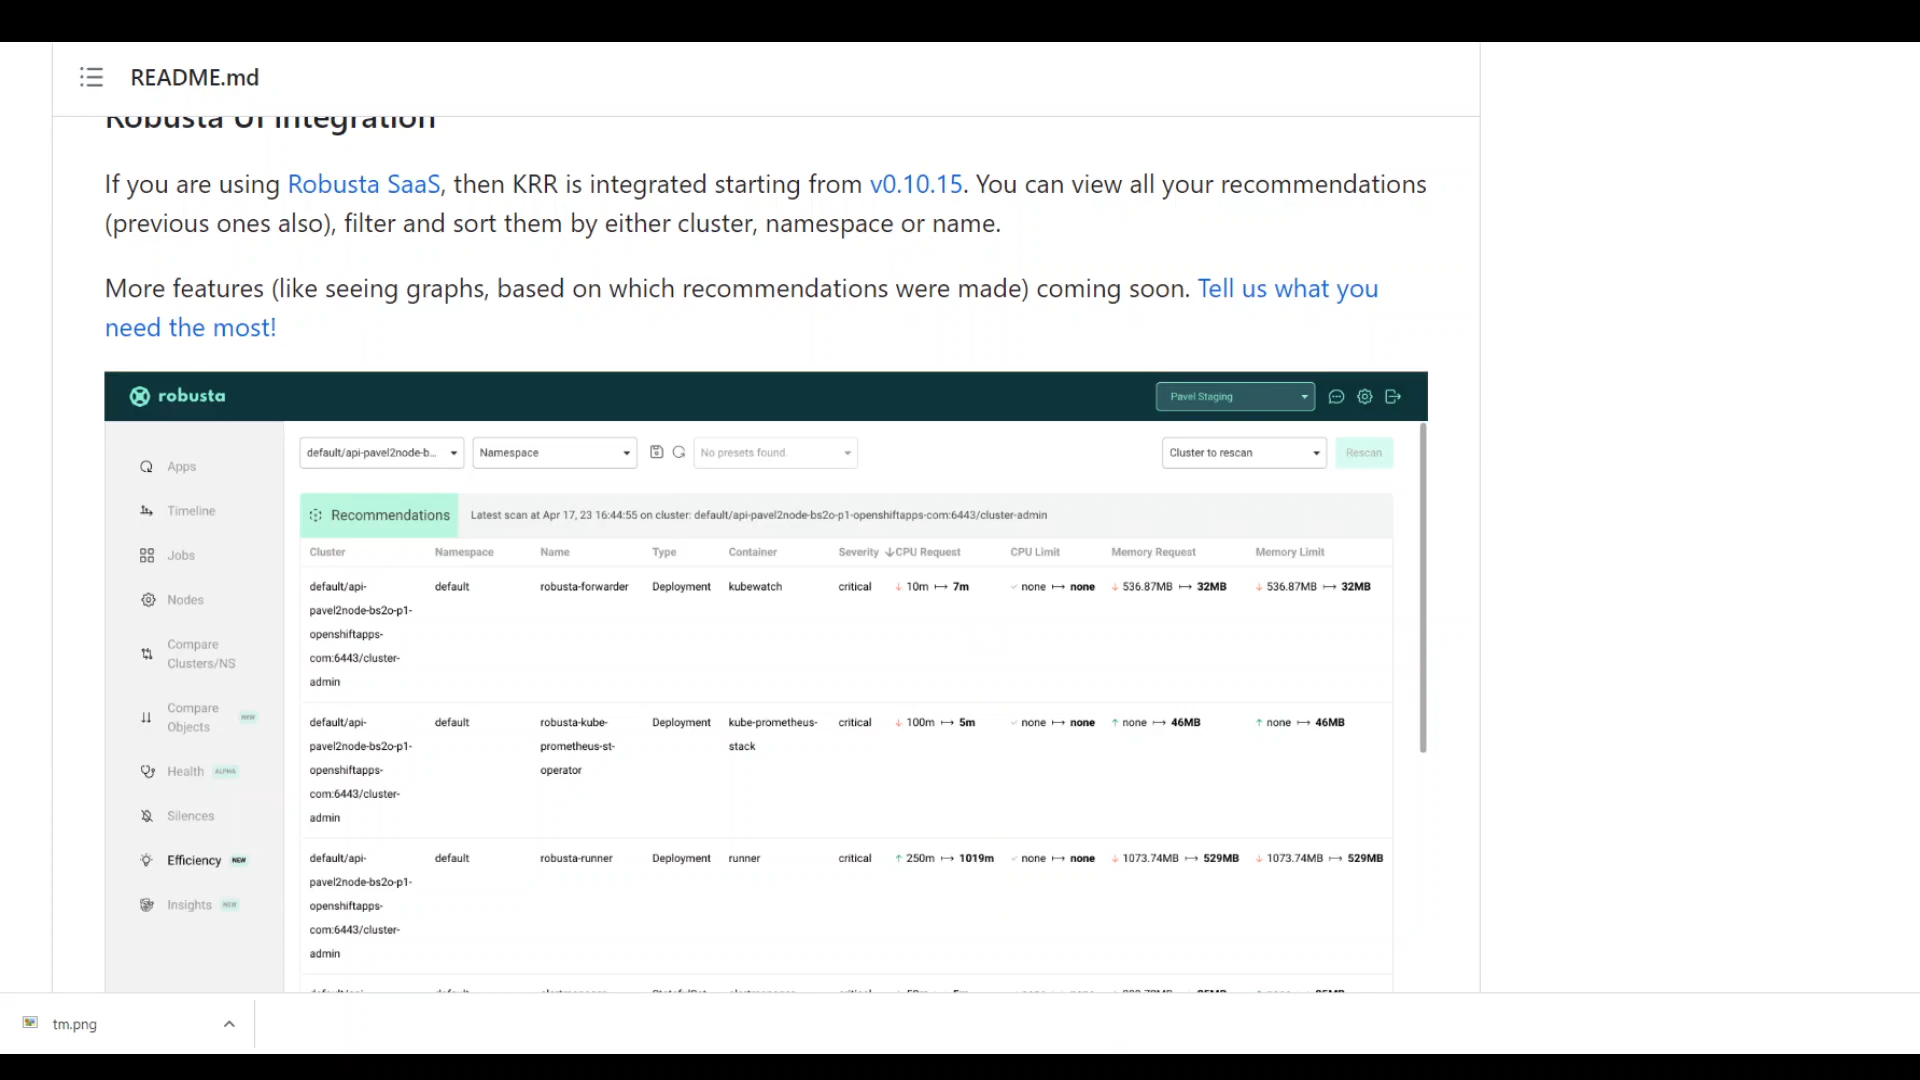 README.md
Robusta UI integration
If you are using Robusta SaaS, then KRR is integrated starting from v0.10.15. You can view all your recommendations
(previous ones also), filter and sort them by either cluster, namespace or name.
More features (like seeing graphs, based on which recommendations were made) coming soon. Tell us what you
need the most!
robusta
Pavel Staging
default/api-pavel2node-b...
Namespace
No presets found.
Cluster to rescan
Rescan
Apps
Timeline
Jobs
Nodes
Compare
Clusters/NS
Compare
Objects NEW
Health ALPHA
Silences
Efficiency NEW
Insights NEW
Recommendations
Latest scan at Apr 17, 23 16:44:55 on cluster: default/api-pavel2node-bs2o-p1-openshiftapps-com:6443/cluster-admin
Cluster Namespace Name Type Container Severity ↓CPU Request CPU Limit Memory Request Memory Limit
default/api- default robusta-forwarder Deployment kubewatch critical ↓ 10m ↦ 7m none ↦ none ↓ 536.87MB ↦ 32MB ↓ 536.87MB ↦ 32MB
pavel2node-bs2o-p1-
openshiftapps-
com:6443/cluster-
admin
default/api- default robusta-kube- Deployment kube-prometheus- critical ↓ 100m ↦ 5m none ↦ none ↑ none ↦ 46MB ↑ none ↦ 46MB
pavel2node-bs2o-p1- prometheus-st- stack
openshiftapps- operator
com:6443/cluster-
admin
default/api- default robusta-runner Deployment runner critical ↑ 250m ↦ 1019m none ↦ none ↓ 1073.74MB ↦ 529MB ↓ 1073.74MB ↦ 529MB
pavel2node-bs2o-p1-
openshiftapps-
com:6443/cluster-
admin
tm.png